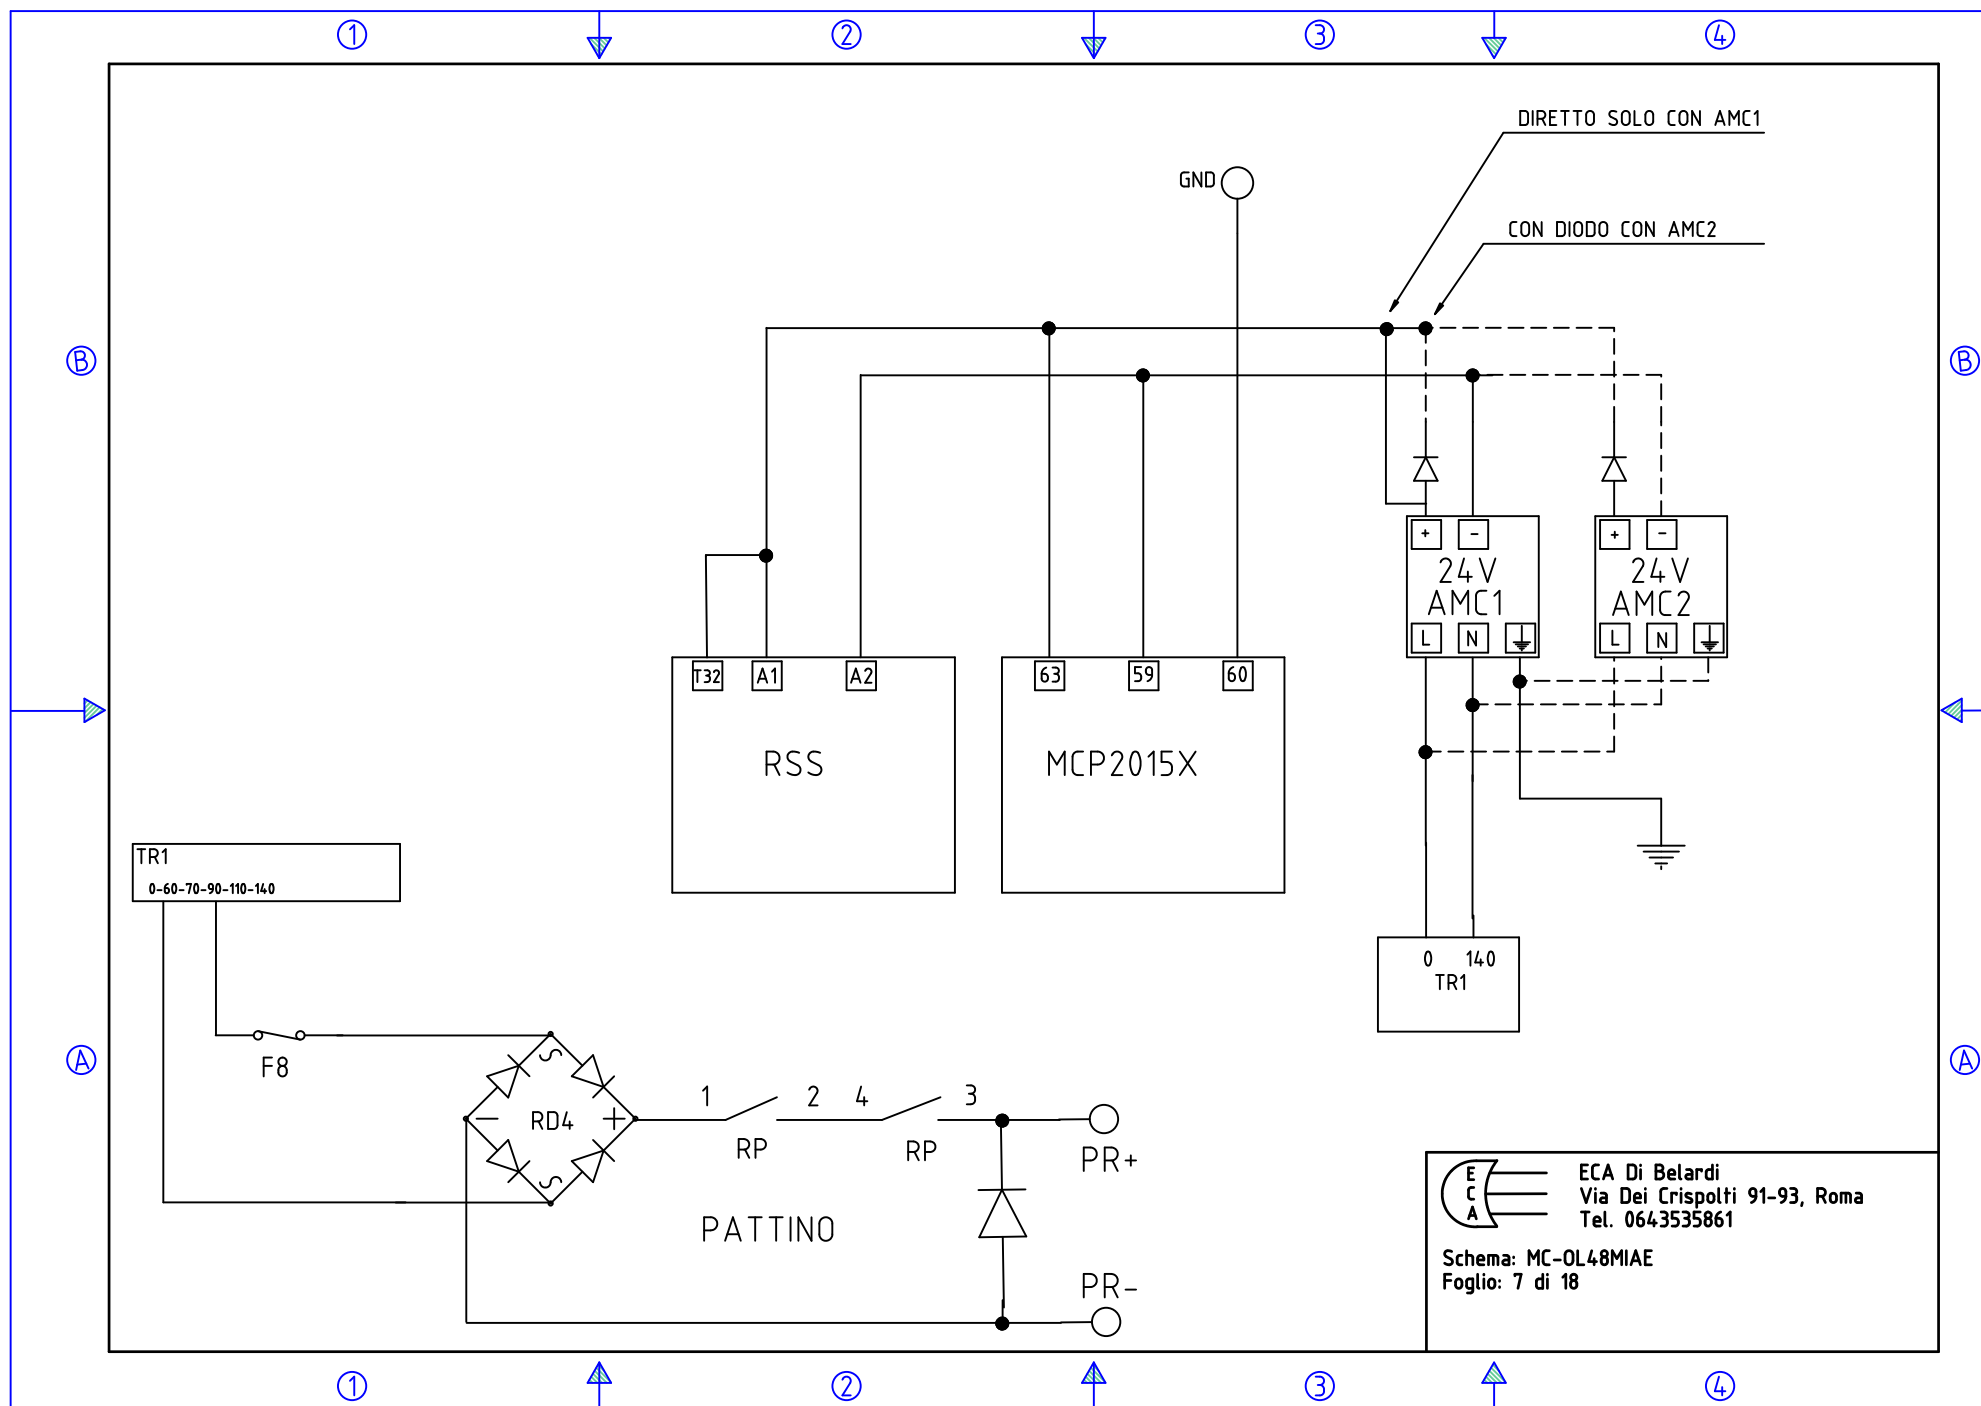 1 2 3 4
DIRETTO SOLO CON AMC1
GND
CON DIODO CON AMC2
B B
+ - + -
24V 24V
AMC1 AMC2
L N L N
T32 A1 A2 63 59 60
RSS MCP2015X
TR1
0-60-70-90-110-140
0 140
TR1
A A
F8
S
1 2 4 3
- RD4 +
RP RP
PR+
S
PATTINO
PR-
E
C
A
ECA Di Belardi
Via Dei Crispolti 91-93, Roma
Tel. 0643535861
Schema: MC-OL48MIAE
Foglio: 7 di 18
1 2 3 4